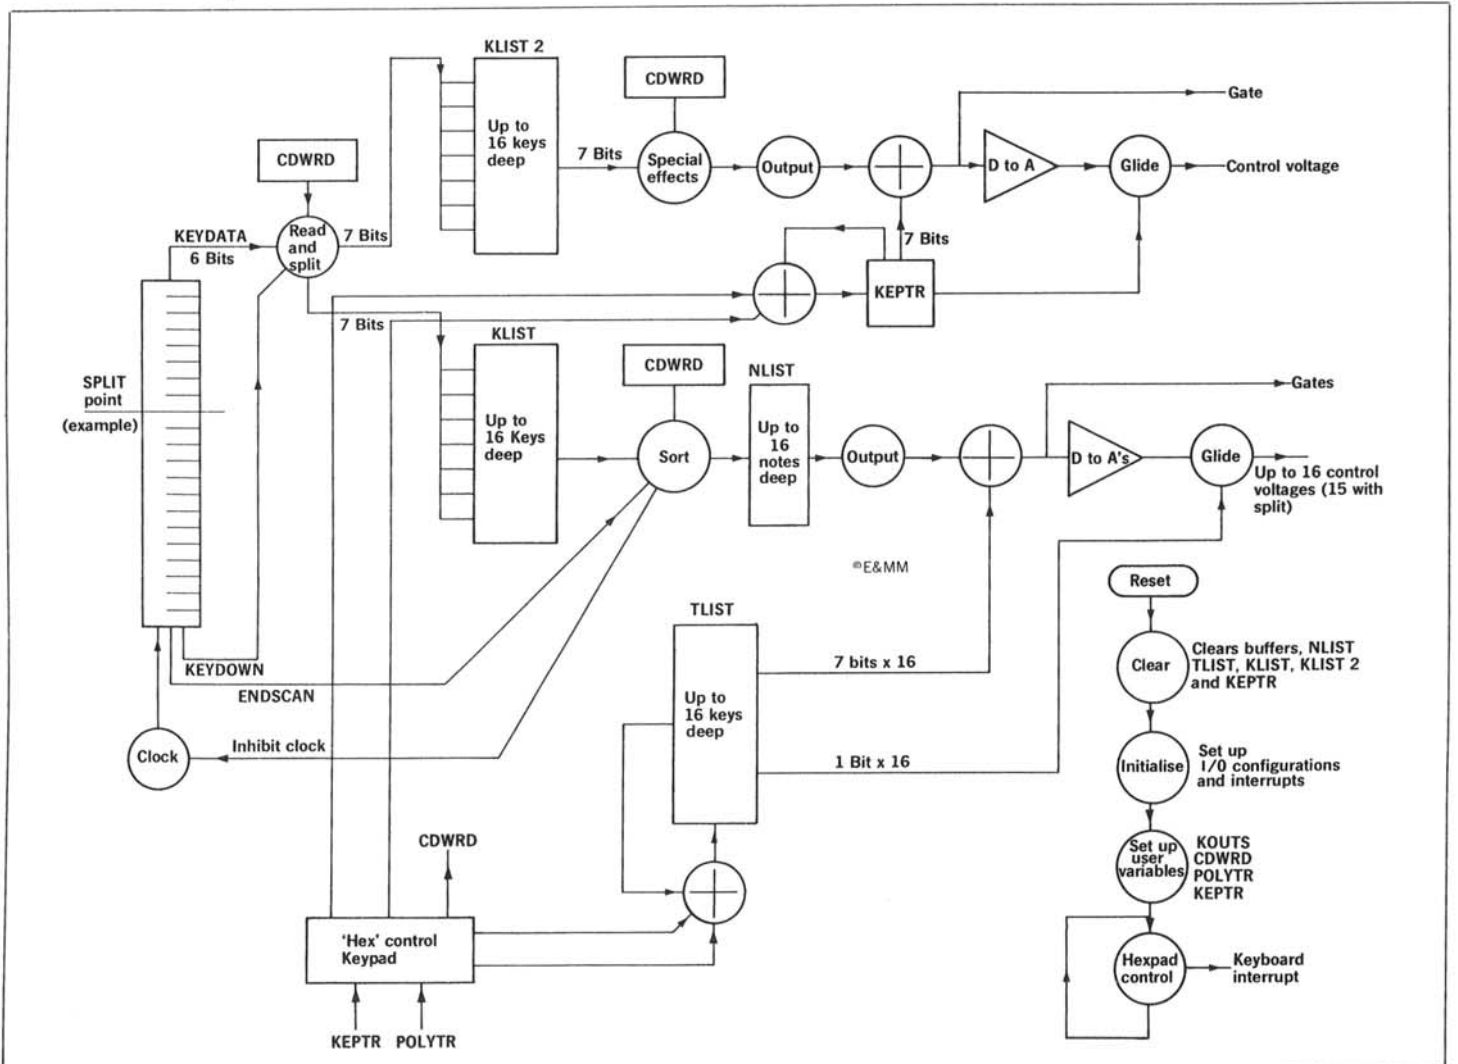 KLIST 2
CDWRD
Gate
Up to
16 keys
deep
7 Bits
Special
effects
Output
D to A
Glide
Control voltage
CDWRD
KEYDATA
6 Bits
Read
and
split
7 Bits
7 Bits
KEPTR
7 Bits
KLIST
CDWRD
NLIST
SPLIT
point
(example)
Gates
Up to
16 Keys
deep
Sort
Up to
16
notes
deep
Output
D to A's
Glide
Up to 16 control
voltages (15 with
split)
©E&MM
Reset
TLIST
KEYDOWN
ENDSCAN
7 bits x 16
Clear
Clears buffers, NLIST
TLIST, KLIST, KLIST 2
and KEPTR
Up to
16 keys
deep
Clock
Inhibit clock
1 Bit x 16
Initialise
Set up
I/O configurations
and interrupts
CDWRD
Set up
user
variables
KOUTS
CDWRD
POLYTR
KEPTR
'Hex' control
Keypad
Hexpad
control
Keyboard
interrupt
KEPTR
POLYTR